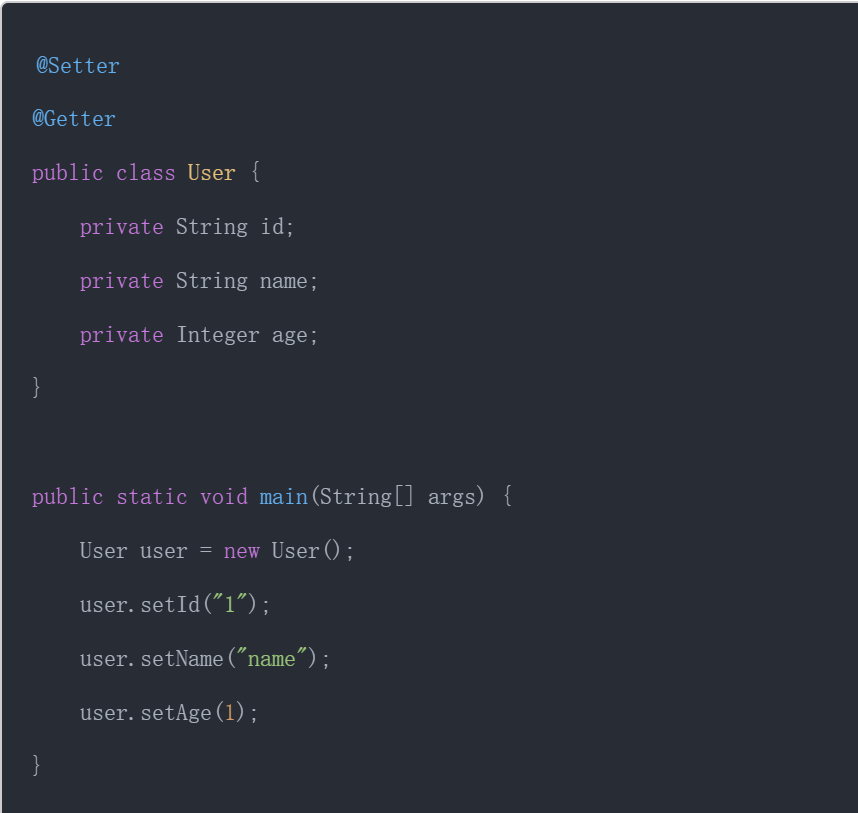 @Setter
@Getter
public class User {
    private String id;
    private String name;
    private Integer age;
}
public static void main(String[] args) {
    User user = new User();
    user.setId("1");
    user.setName("name");
    user.setAge(1);
}